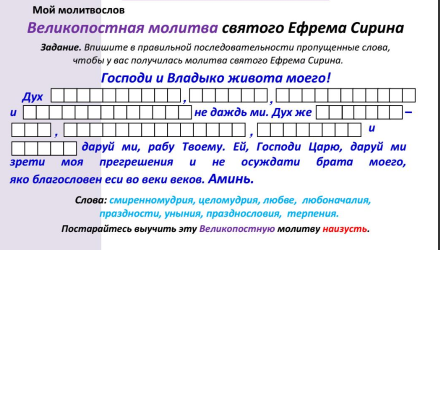 Мой молитвослов
Великопостная молитва святого Ефрема Сирина
Задание. Впишите в правильной последовательности пропущенные слова,
чтобы у вас получилась молитва святого Ефрема Сирина.
Господи и Владыко живота моего!
Дух , ,
и не даждь ми. Дух же –
, , и
даруй ми, рабу Твоему. Ей, Господи Царю, даруй ми
зрети моя прегрешения и не осуждати брата моего,
яко благословен еси во веки веков. Аминь.
Слова: смиренномудрия, целомудрия, любве, любоначалия,
праздности, уныния, празднословия, терпения.
Постарайтесь выучить эту Великопостную молитву наизусть.